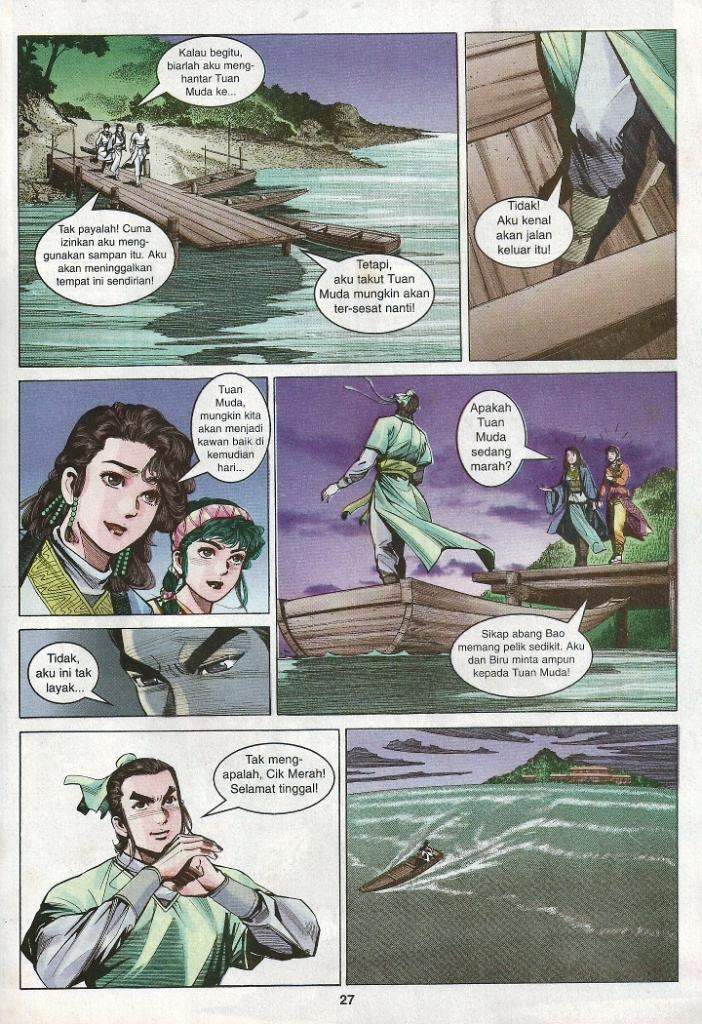 Kalau begitu,
biarlah aku meng-
hantar Tuan
Muda ke...
Tak payalah! Cuma
izinkan aku meng-
gunakan sampan itu. Aku
akan meninggalkan
tempat ini sendirian!
Tetapi,
aku takut Tuan
Muda mungkin akan
ter-sesat nanti!
Tidak!
Aku kenal
akan jalan
keluar itu!
Tuan
Muda,
mungkin kita
akan menjadi
kawan baik di
kemudian
hari...
Tidak,
aku ini tak
layak...
Apakah
Tuan
Muda
sedang
marah?
Sikap abang Bao
memang pelik sedikit. Aku
dan Biru minta ampun
kepada Tuan Muda!
Tak meng-
apalah, Cik Merah!
Selamat tinggal!
27